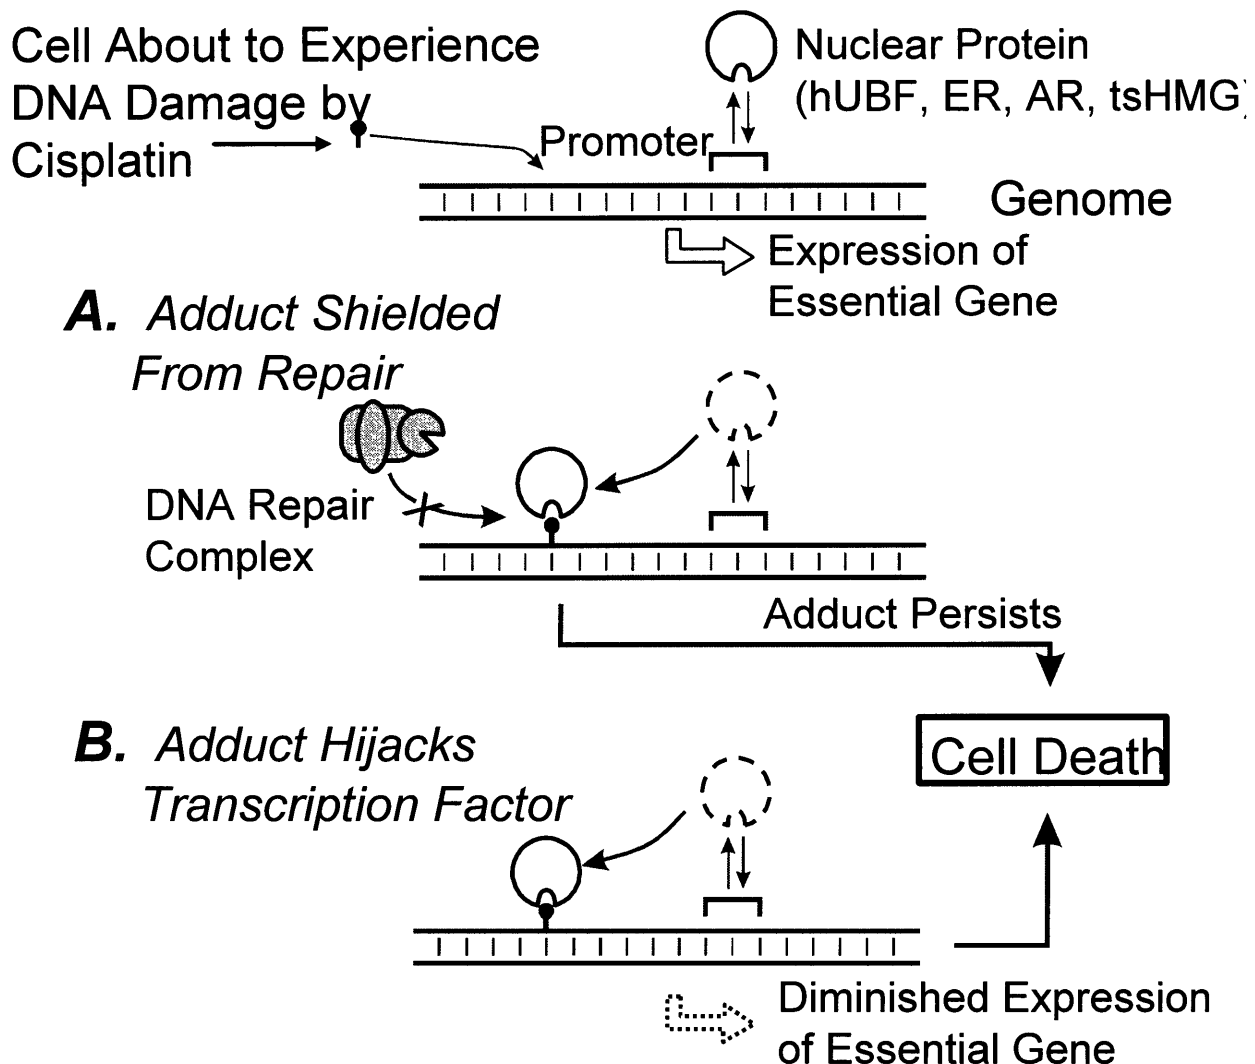 Cell About to Experience
DNA Damage by
Cisplatin
Nuclear Protein
(hUBF, ER, AR, tsHMG)
Promoter
Genome
Expression of
Essential Gene
A. Adduct Shielded
From Repair
DNA Repair
Complex
Adduct Persists
Cell Death
B. Adduct Hijacks
Transcription Factor
Diminished Expression
of Essential Gene